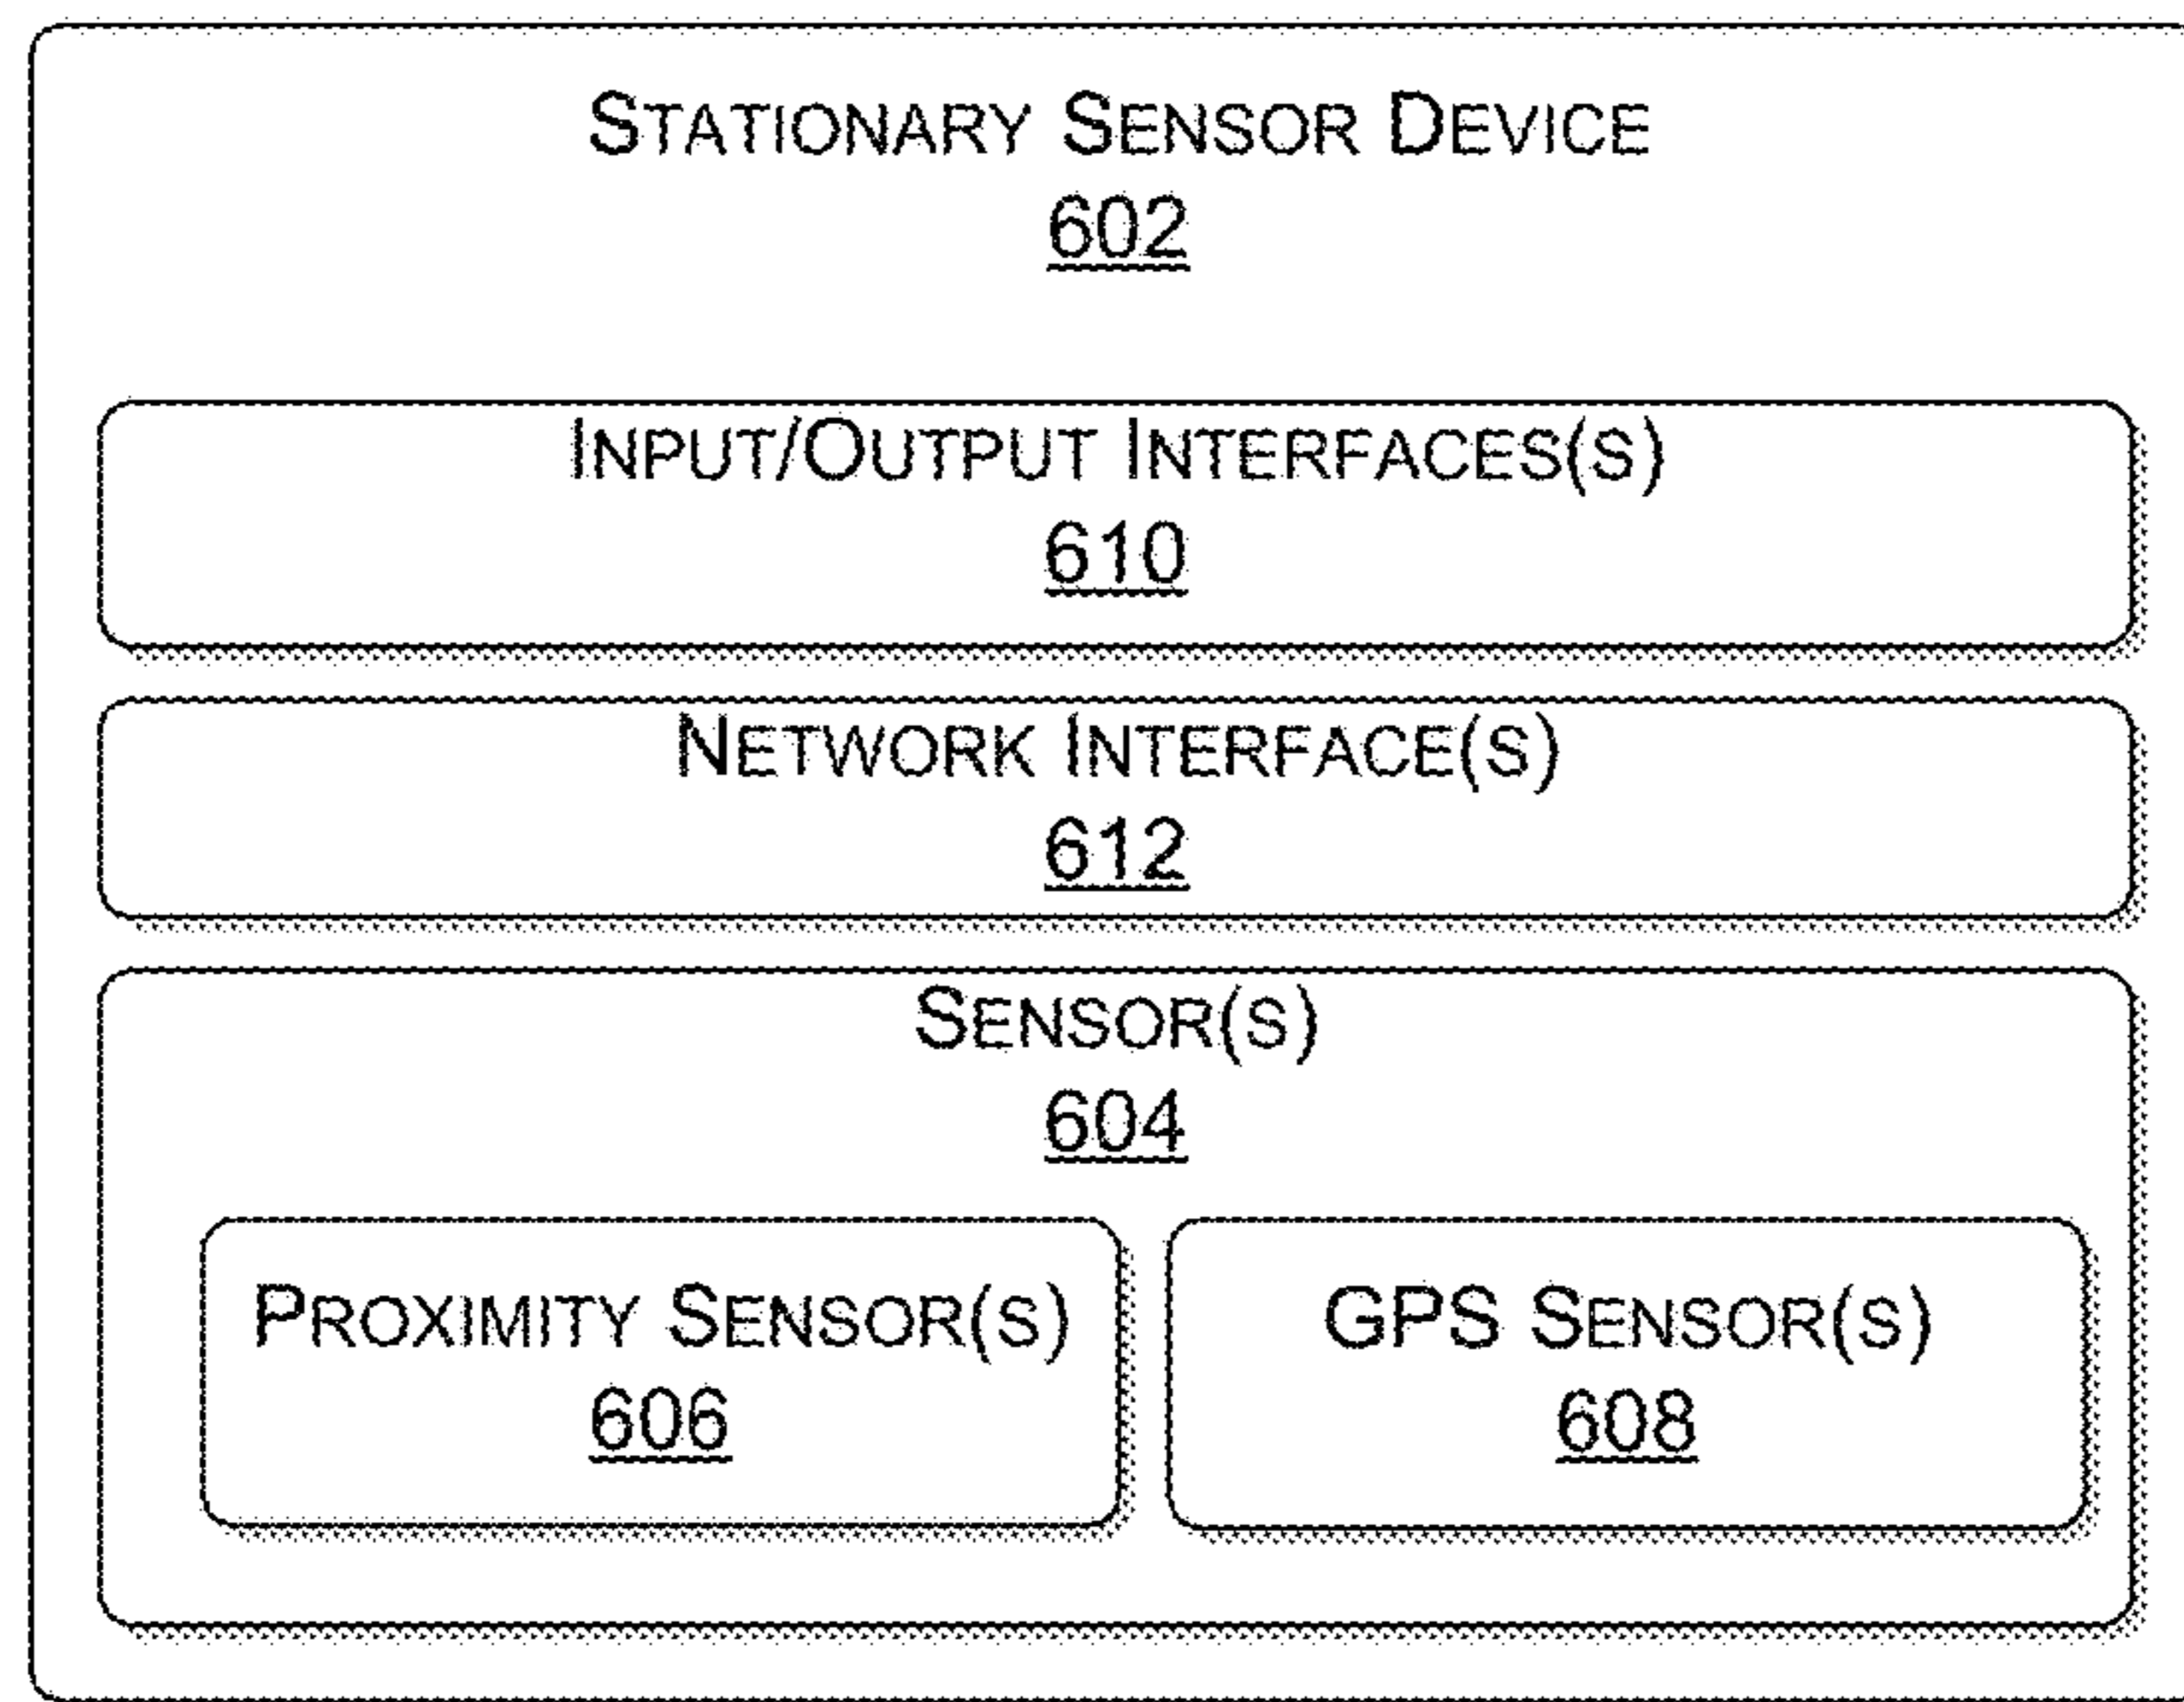 STATIONARY SENSOR DEVICE
602
INPUT/OUTPUT INTERFACES(S)
610
NETWORK INTERFACE(S)
612
SENSOR(S)
604
PROXIMITY SENSOR(S)
606
GPS SENSOR(S)
608